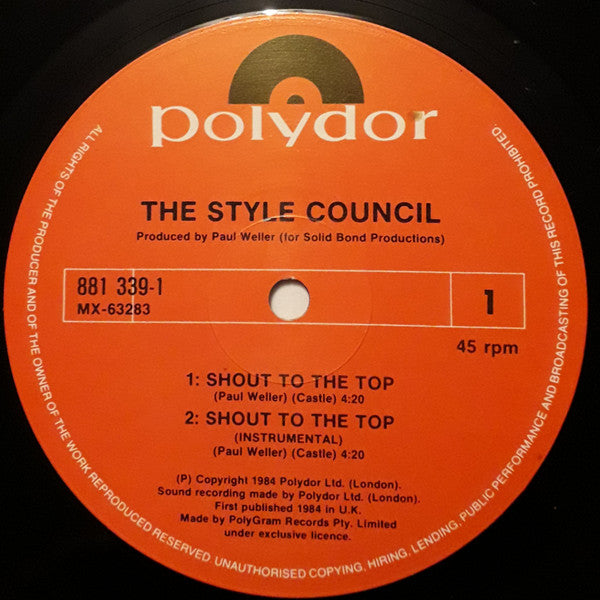 polydor
THE STYLE COUNCIL
Produced by Paul Weller (for Solid Bond Productions)
881 339-1
MX-63283
1
45 rpm
1: SHOUT TO THE TOP
(Paul Weller) (Castle) 4:20
2: SHOUT TO THE TOP
(INSTRUMENTAL)
(Paul Weller) (Castle) 4:20
(P) Copyright 1984 Polydor Ltd. (London).
Sound recording made by Polydor Ltd. (London).
First published 1984 in U.K.
Made by PolyGram Records Pty. Limited
under exclusive licence.
ALL RIGHTS OF THE PRODUCER AND OF THE OWNER OF THE WORK REPRODUCED RESERVED. UNAUTHORISED COPYING, HIRING, LENDING, PUBLIC PERFORMANCE AND BROADCASTING OF THIS RECORD PROHIBITED.